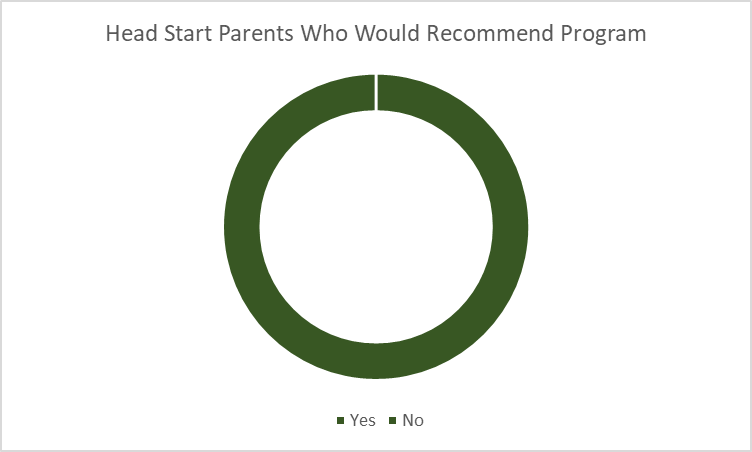 Head Start Parents Who Would Recommend Program
Yes No